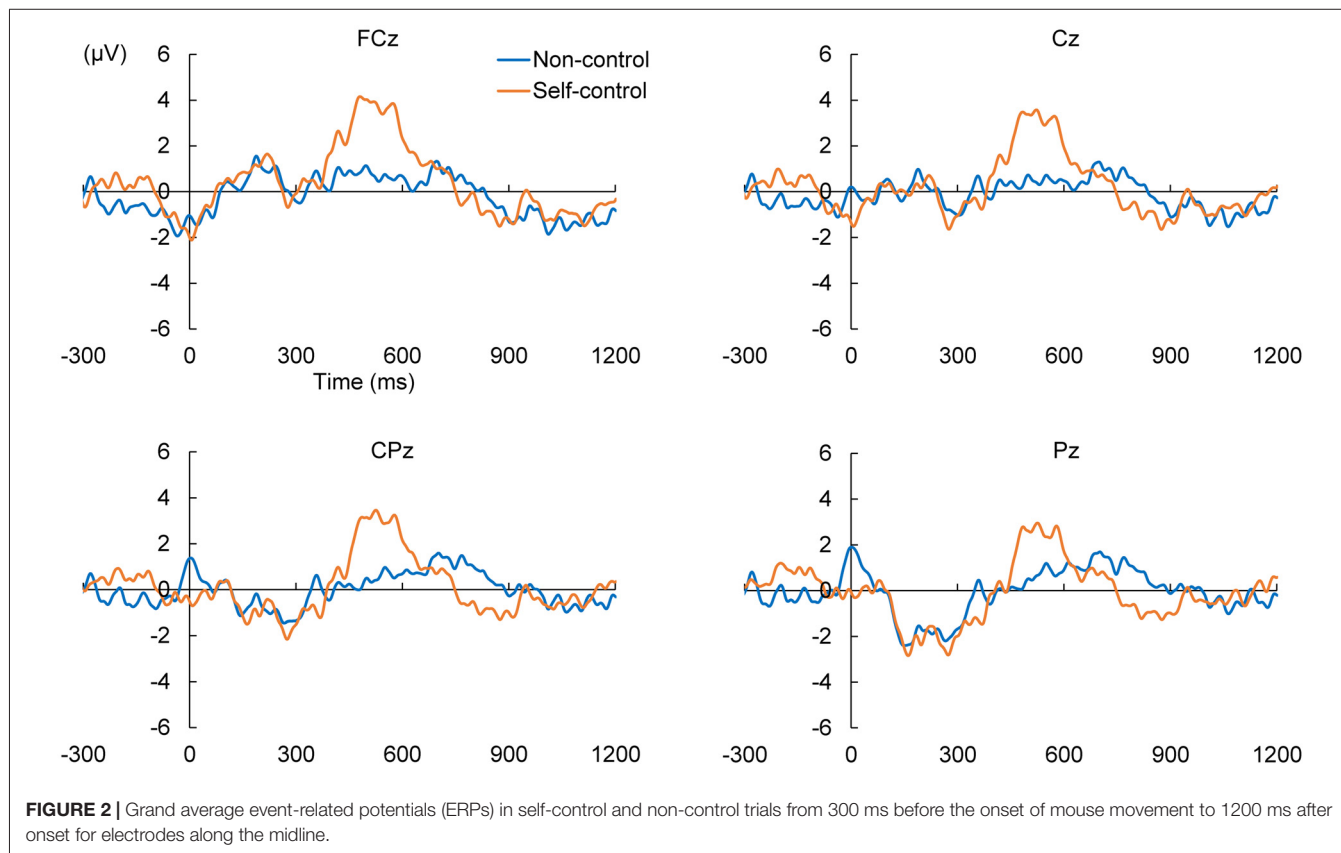 FCz
(μV)
6
4
2
0
-2
-4
-6
Non-control
Self-control
-300 0 300 600 900 1200
Time (ms)
Cz
6
4
2
0
-2
-4
-6
-300 0 300 600 900 1200
CPz
6
4
2
0
-2
-4
-6
-300 0 300 600 900 1200
Pz
6
4
2
0
-2
-4
-6
-300 0 300 600 900 1200
FIGURE 2 | Grand average event-related potentials (ERPs) in self-control and non-control trials from 300 ms before the onset of mouse movement to 1200 ms after
onset for electrodes along the midline.